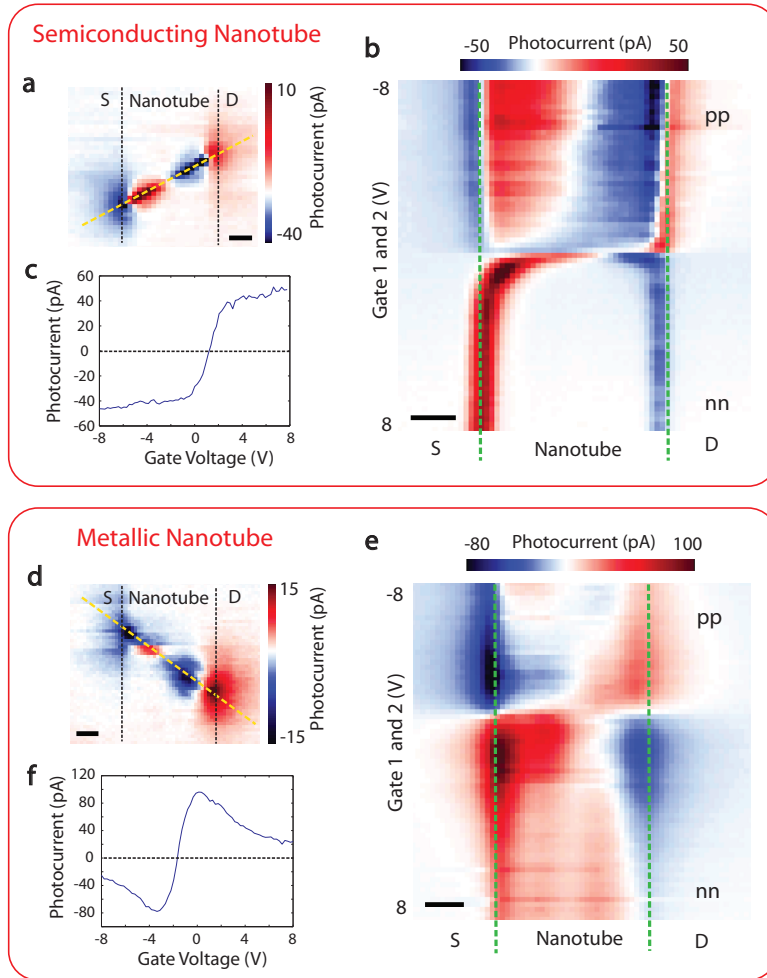 Semiconducting Nanotube
a
S Nanotube D
10
-40
Photocurrent (pA)
b
Photocurrent (pA)
-50 50
-8
8
Gate 1 and 2 (V)
pp
nn
S Nanotube D
c
60
40
20
0
-20
-40
-60
Photocurrent (pA)
-8 -4 0 4 8
Gate Voltage (V)
Metallic Nanotube
d
S Nanotube D
15
-15
Photocurrent (pA)
e
Photocurrent (pA)
-80 100
-8
8
Gate 1 and 2 (V)
pp
nn
S Nanotube D
f
120
80
40
0
-40
-80
Photocurrent (pA)
-8 -4 0 4 8
Gate Voltage (V)